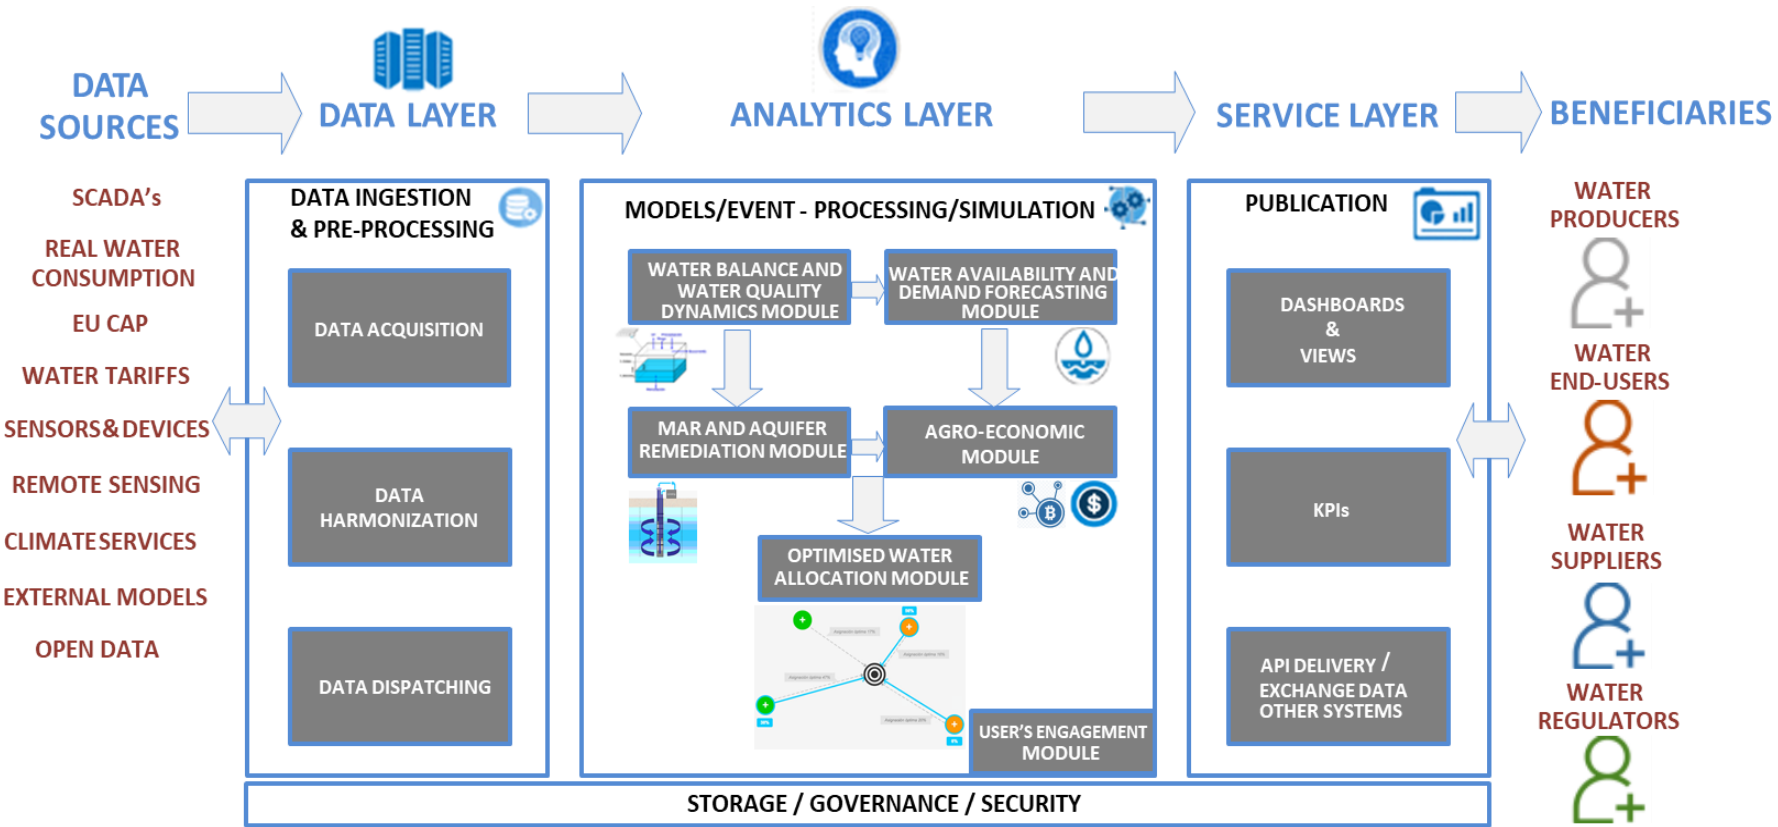 DATA
SOURCES
DATA LAYER
ANALYTICS LAYER
SERVICE LAYER
BENEFICIARIES
SCADA's
REAL WATER
CONSUMPTION
EU CAP
WATER TARIFFS
SENSORS & DEVICES
REMOTE SENSING
CLIMATE SERVICES
EXTERNAL MODELS
OPEN DATA
DATA INGESTION
& PRE-PROCESSING
DATA ACQUISITION
DATA
HARMONIZATION
DATA DISPATCHING
MODELS/EVENT - PROCESSING/SIMULATION
WATER BALANCE AND
WATER QUALITY
DYNAMICS MODULE
WATER AVAILABILITY AND
DEMAND FORECASTING
MODULE
MAR AND AQUIFER
REMEDIATION MODULE
AGRO-ECONOMIC
MODULE
OPTIMISED WATER
ALLOCATION MODULE
USER'S ENGAGEMENT
MODULE
PUBLICATION
DASHBOARDS
&
VIEWS
KPIs
API DELIVERY /
EXCHANGE DATA
OTHER SYSTEMS
WATER
PRODUCERS
WATER
END-USERS
WATER
SUPPLIERS
WATER
REGULATORS
STORAGE / GOVERNANCE / SECURITY